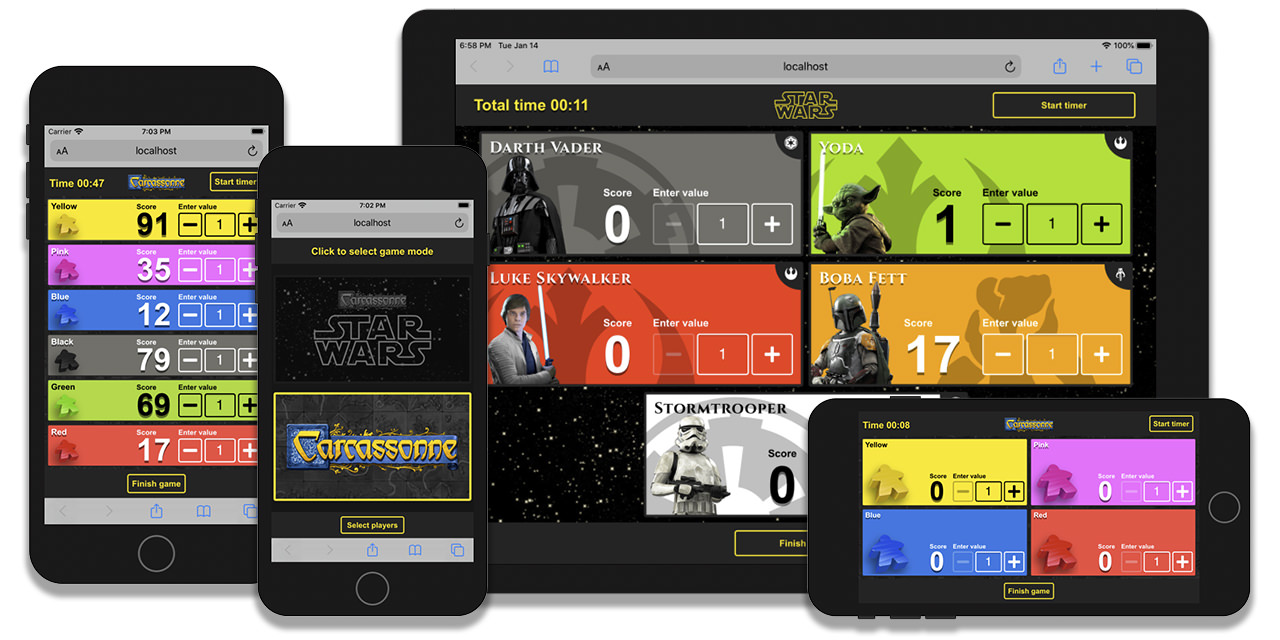 Carrier 7:03 PM
AA localhost
Time 00:47 Carcassonne Start timer
Yellow Score Enter value
91 1
Pink Score Enter value
35 1
Blue Score Enter value
12 1
Black Score Enter value
79 1
Green Score Enter value
69 1
Red Score Enter value
17 1
Finish game
Carrier 7:02 PM
AA localhost
Click to select game mode
Carcassonne
STAR
WARS
Carcassonne
Select players
6:58 PM Tue Jan 14 100%
AA localhost
Total time 00:11 STAR WARS Start timer
Darth Vader
Score Enter value
0 1
Yoda
Score Enter value
1 1
Luke Skywalker
Score Enter value
0 1
Boba Fett
Score Enter value
17 1
Stormtrooper
Score
0
Finish
Time 00:08 Carcassonne Start timer
Yellow
Score Enter value
0 1
Pink
Score Enter value
0 1
Blue
Score Enter value
0 1
Red
Score Enter value
0 1
Finish game